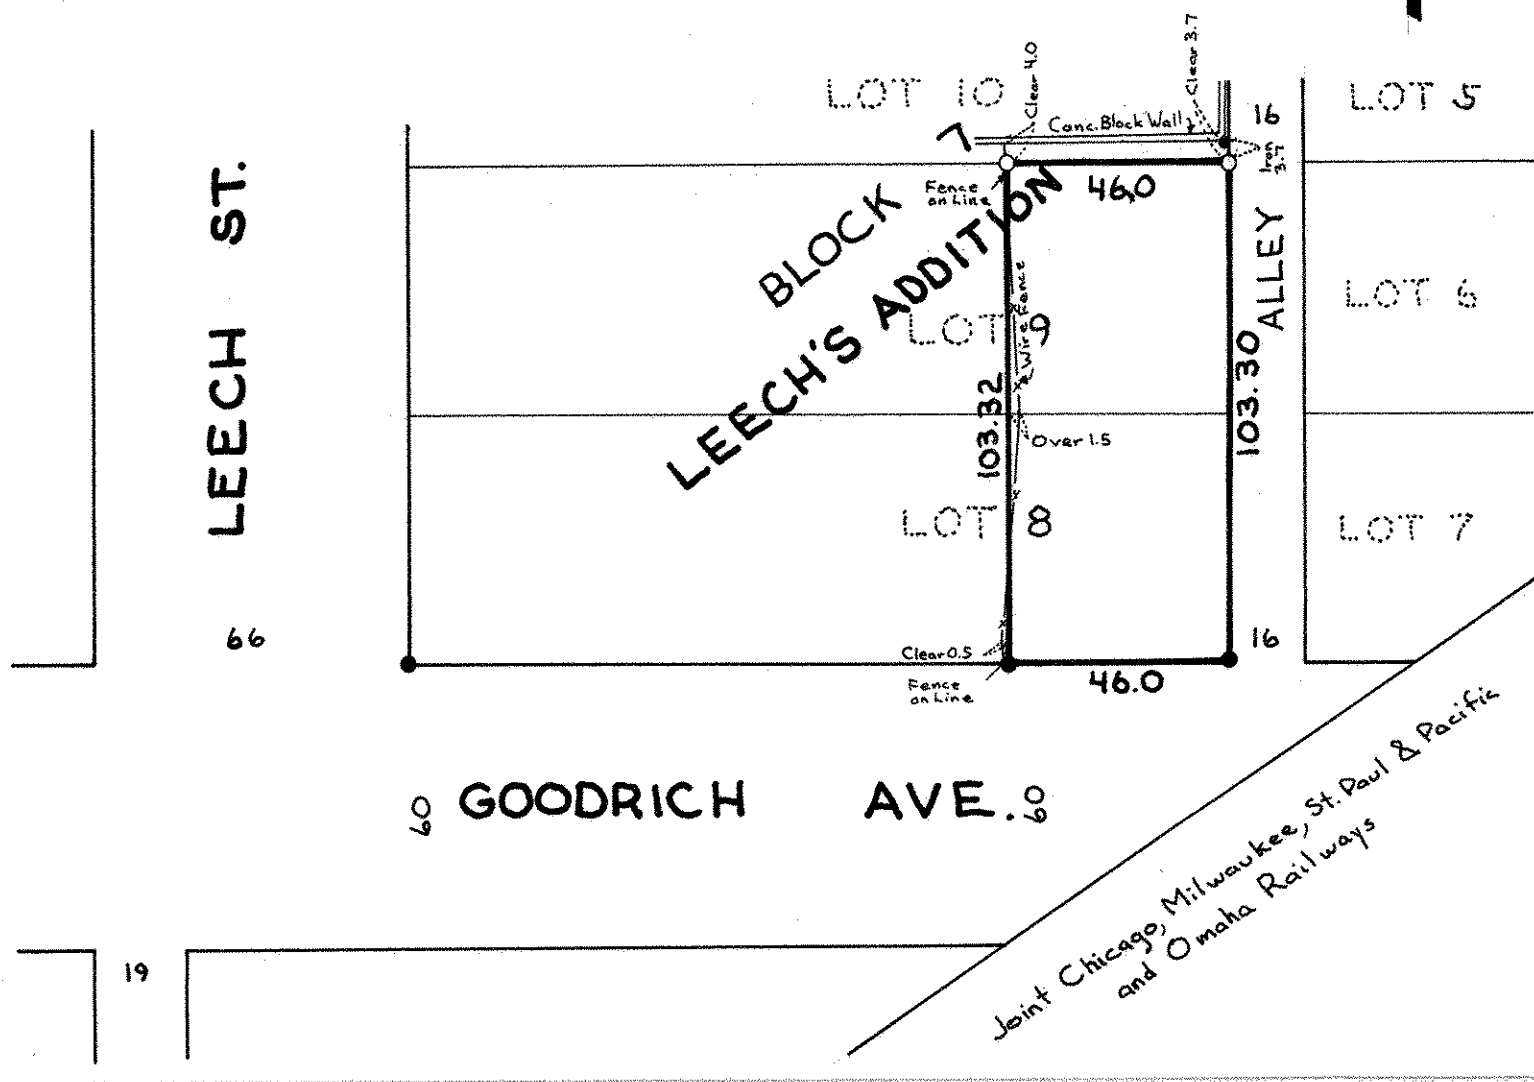 Clear 4.0
Clear 3.7
LOT 10
Conc. Block Wall
16
LOT 5
7
Iron
3.7
LEECH ST.
Fence
on Line
46.0
BLOCK
LEECH'S ADDITION
ALLEY
LOT 6
Wire Fence
LOT 9
103.32
103.30
Over 1.5
LOT 8
LOT 7
66
16
Clear 0.5
Fence
on Line
46.0
60
GOODRICH AVE.
60
Joint Chicago, Milwaukee, St. Paul & Pacific
and Omaha Railways
19